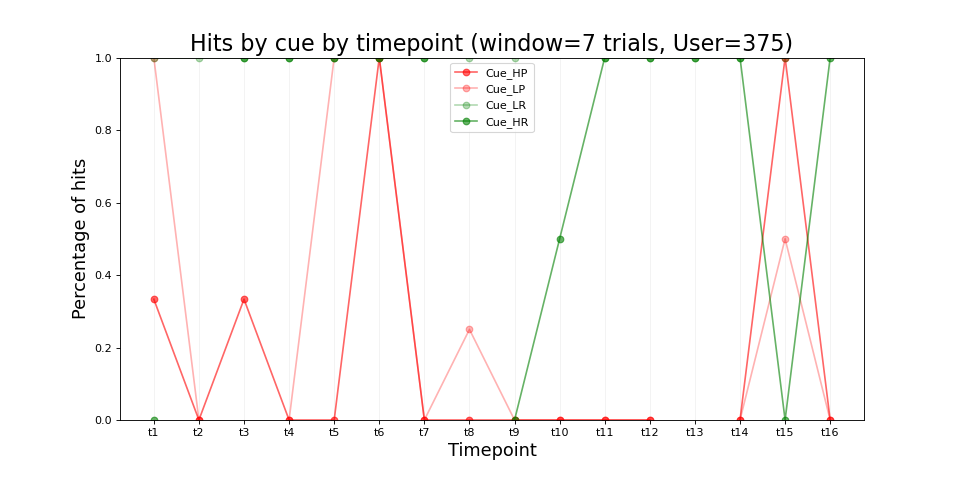 Hits by cue by timepoint (window=7 trials, User=375)
1.0
0.8
0.6
0.4
0.2
0.0
Percentage of hits
Cue_HP
Cue_LP
Cue_LR
Cue_HR
t1 t2 t3 t4 t5 t6 t7 t8 t9 t10 t11 t12 t13 t14 t15 t16
Timepoint